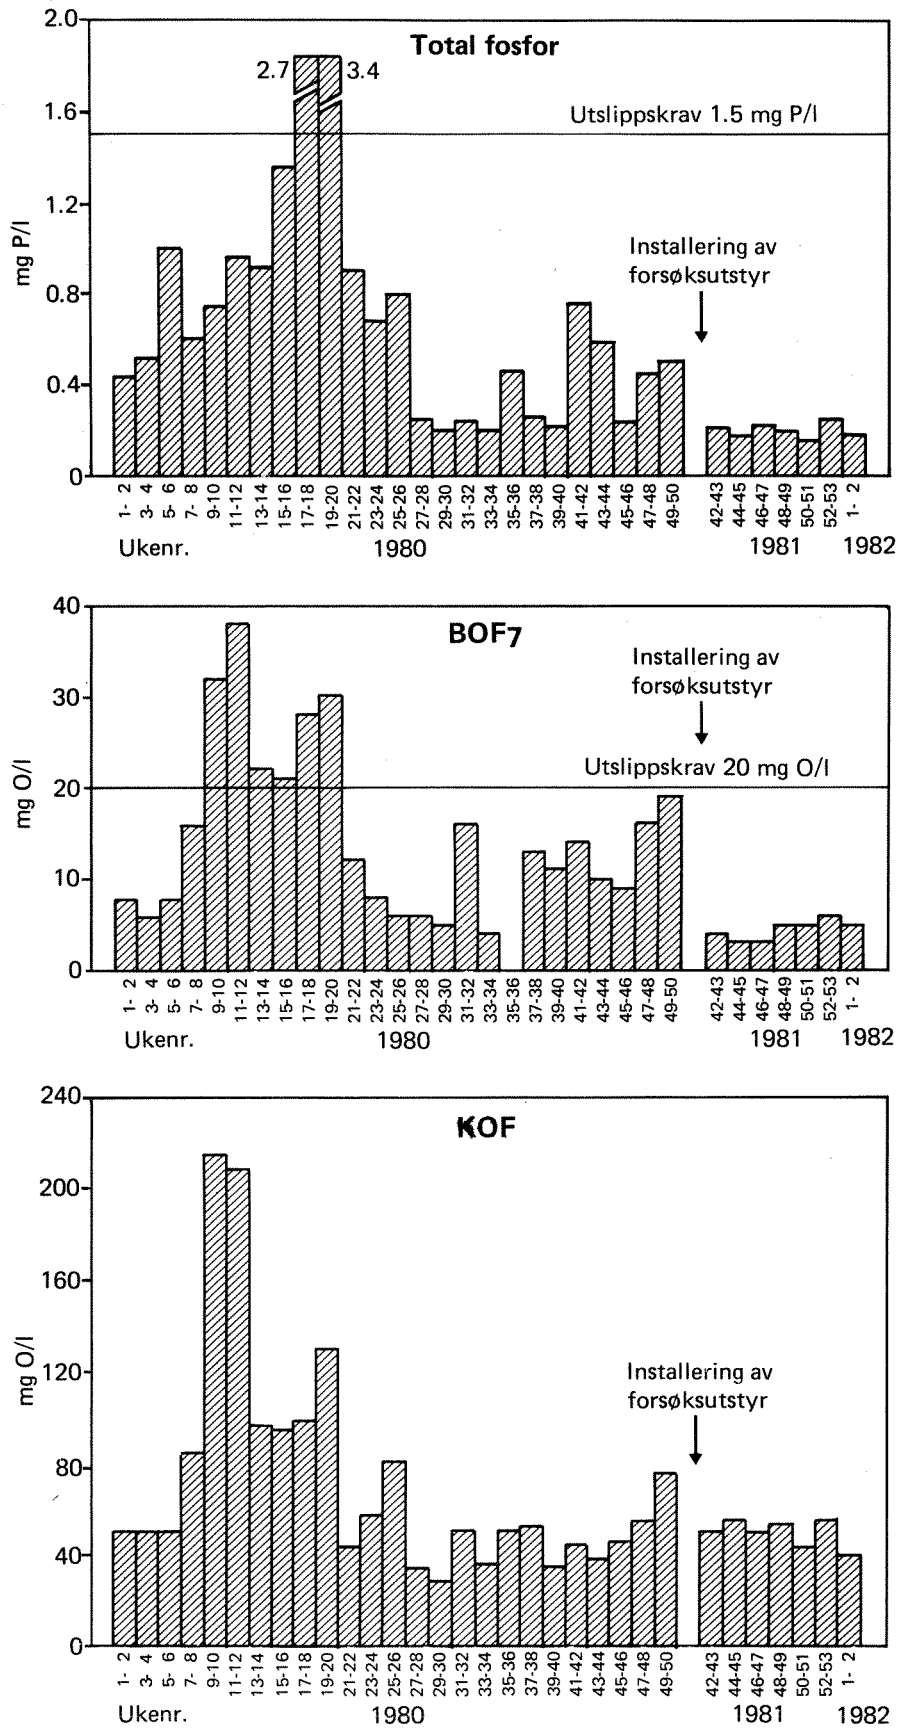 Total fosfor
mg P/l
2.0
1.6
1.2
0.8
0.4
0
2.7
3.4
Utslippskrav 1.5 mg P/l
Installering av
forsøksutstyr
1- 2 3- 4 5- 6 7- 8 9-10 11-12 13-14 15-16 17-18 19-20 21-22 23-24 25-26 27-28 29-30 31-32 33-34 35-36 37-38 39-40 41-42 43-44 45-46 47-48 49-50 42-43 44-45 46-47 48-49 50-51 52-53 1- 2
Ukenr. 1980 1981 1982
BOF7
mg O/l
40
30
20
10
0
Installering av
forsøksutstyr
Utslippskrav 20 mg O/l
1- 2 3- 4 5- 6 7- 8 9-10 11-12 13-14 15-16 17-18 19-20 21-22 23-24 25-26 27-28 29-30 31-32 33-34 35-36 37-38 39-40 41-42 43-44 45-46 47-48 49-50 42-43 44-45 46-47 48-49 50-51 52-53 1- 2
Ukenr. 1980 1981 1982
KOF
mg O/l
240
200
160
120
80
40
0
Installering av
forsøksutstyr
1- 2 3- 4 5- 6 7- 8 9-10 11-12 13-14 15-16 17-18 19-20 21-22 23-24 25-26 27-28 29-30 31-32 33-34 35-36 37-38 39-40 41-42 43-44 45-46 47-48 49-50 42-43 44-45 46-47 48-49 50-51 52-53 1- 2
Ukenr. 1980 1981 1982